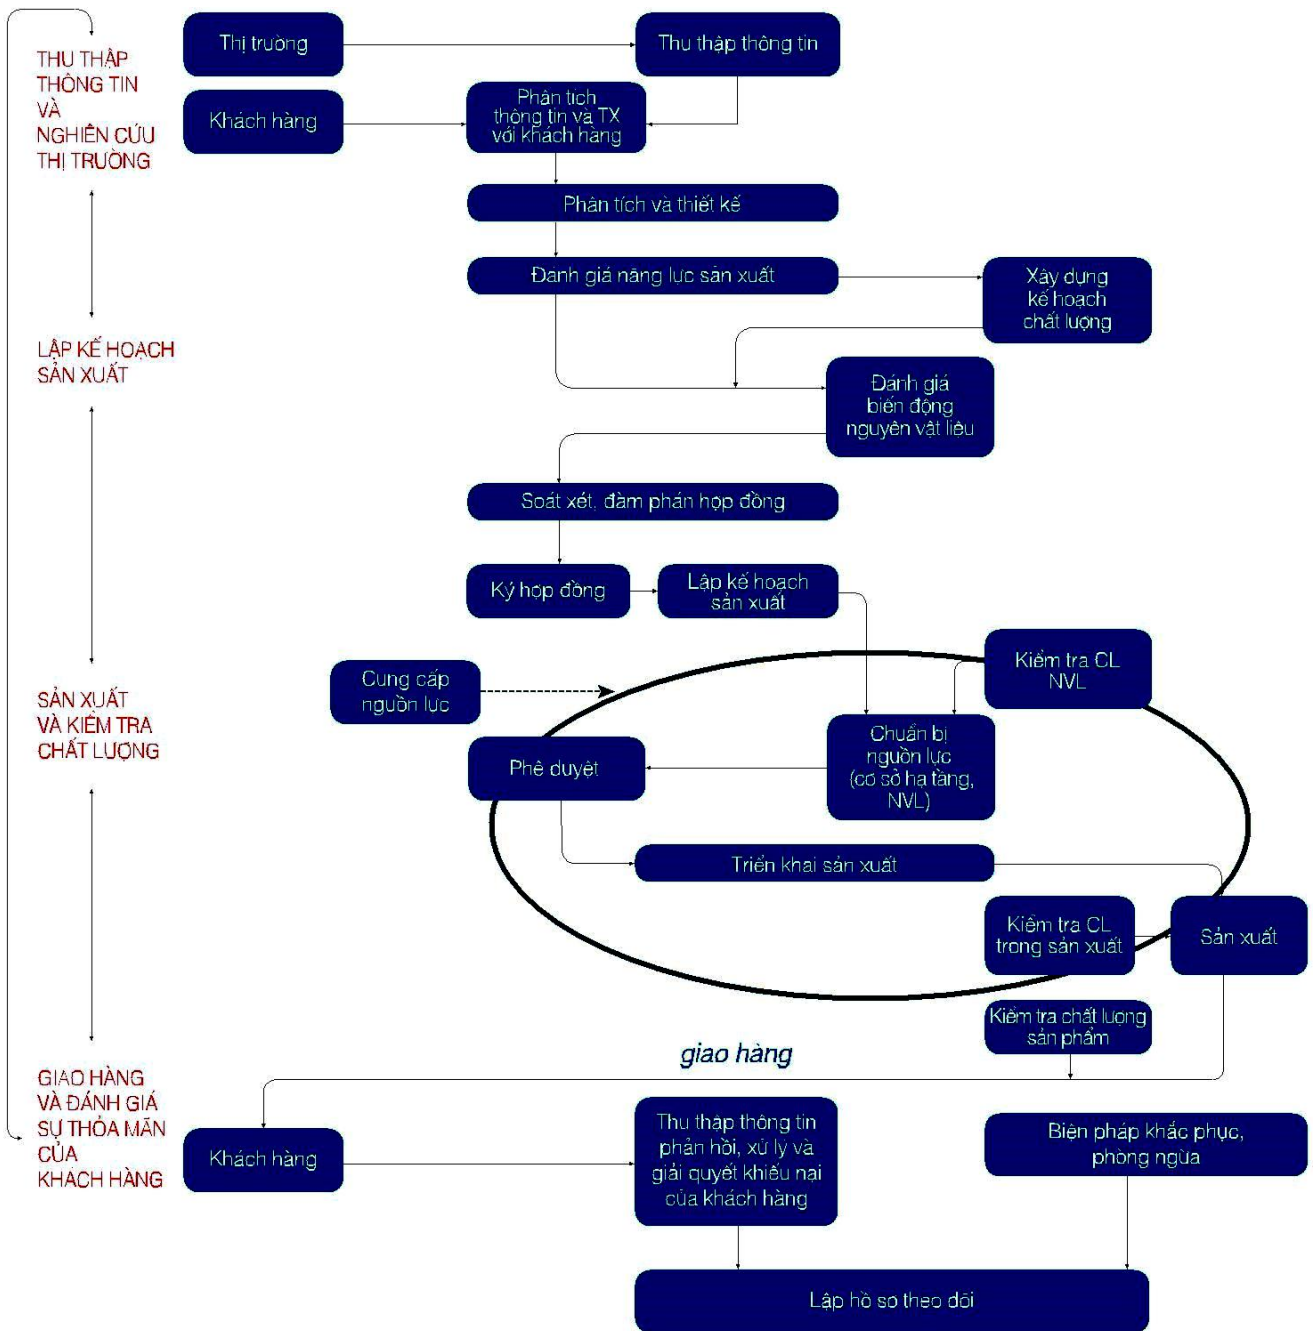 THU THẬP
THÔNG TIN
VÀ
NGHIÊN CỨU
THỊ TRƯỜNG
Thị trường
Thu thập thông tin
Khách hàng
Phân tích
thông tin và TX
với khách hàng
Phân tích và thiết kế
Đánh giá năng lực sản xuất
Xây dựng
kế hoạch
chất lượng
LẬP KẾ HOẠCH
SẢN XUẤT
Đánh giá
biến động
nguyên vật liệu
Soát xét, đàm phán hợp đồng
Ký hợp đồng
Lập kế hoạch
sản xuất
SẢN XUẤT
VÀ KIỂM TRA
CHẤT LƯỢNG
Cung cấp
nguồn lực
Kiểm tra CL
NVL
Phê duyệt
Chuẩn bị
nguồn lực
(cơ sở hạ tầng,
NVL)
Triển khai sản xuất
Kiểm tra CL
trong sản xuất
Sản xuất
Kiểm tra chất lượng
sản phẩm
giao hàng
GIAO HÀNG
VÀ ĐÁNH GIÁ
SỰ THỎA MÃN
CỦA
KHÁCH HÀNG
Khách hàng
Thu thập thông tin
phản hồi, xử lý và
giải quyết khiếu nại
của khách hàng
Biện pháp khắc phục,
phòng ngừa
Lập hồ sơ theo dõi